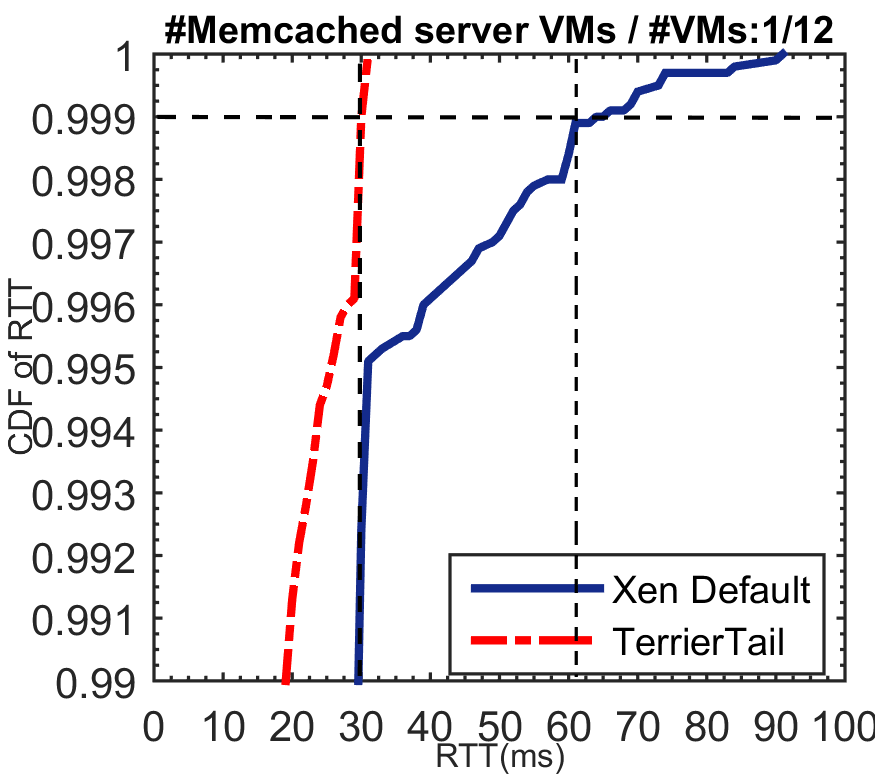 #Memcached server VMs / #VMs:1/12
1
0.999
0.998
0.997
0.996
0.995
0.994
0.993
0.992
0.991
0.99
CDF of RTT
Xen Default
TerrierTail
0 10 20 30 40 50 60 70 80 90 100
RTT(ms)